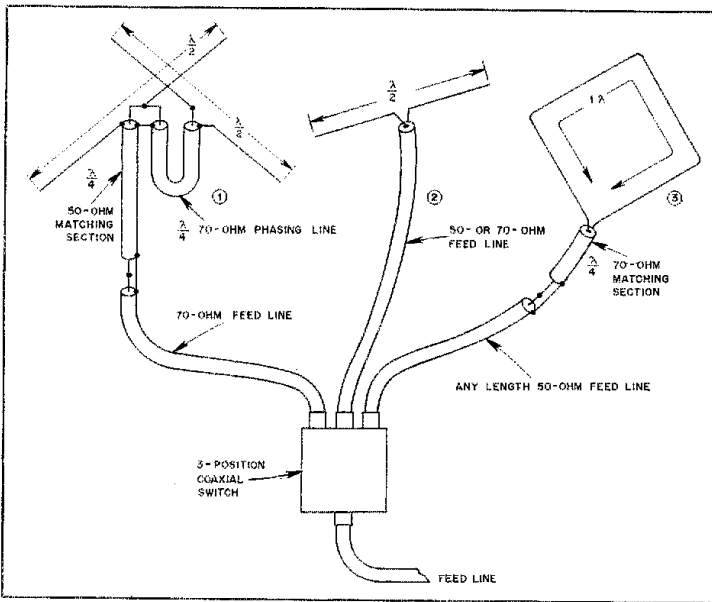 λ/2
λ/2
λ/2
1 λ
λ/4
50-OHM
MATCHING
SECTION
①
λ/4 70-OHM PHASING LINE
②
50- OR 70-OHM
FEED LINE
③
λ/4
70-OHM
MATCHING
SECTION
70-OHM FEED LINE
ANY LENGTH 50-OHM FEED LINE
3-POSITION
COAXIAL
SWITCH
FEED LINE